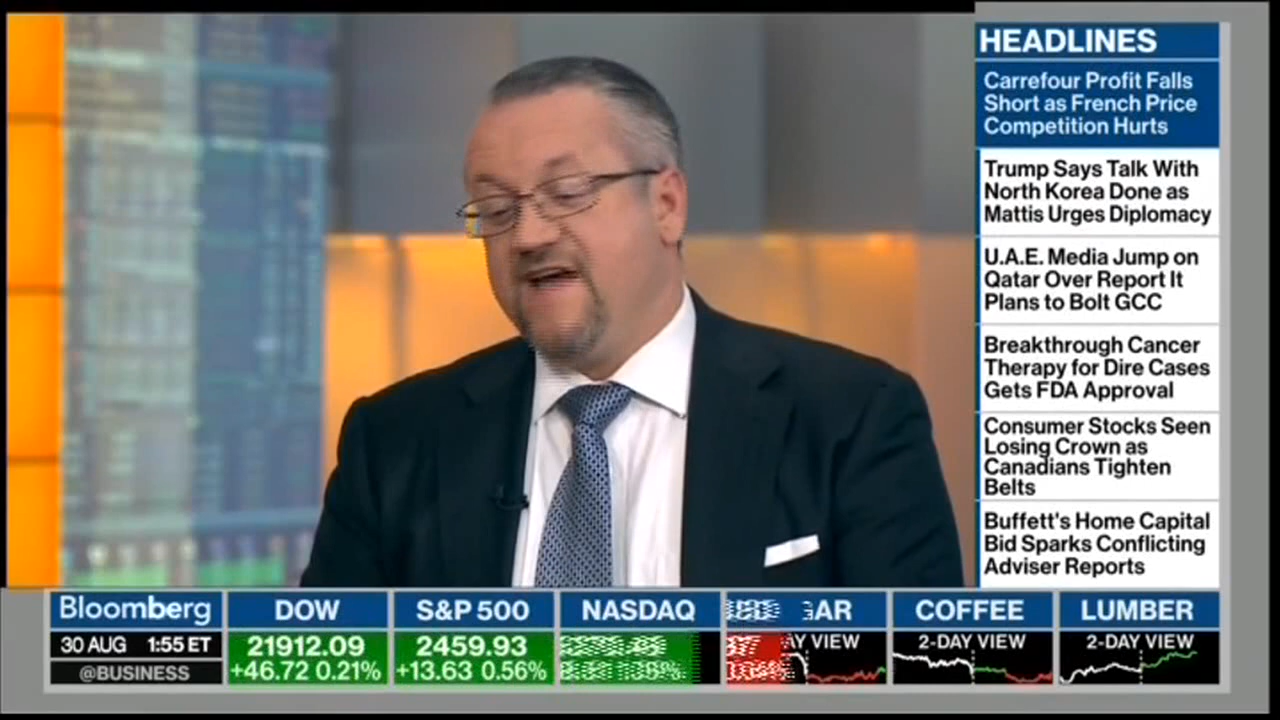 HEADLINES
Carrefour Profit Falls
Short as French Price
Competition Hurts
Trump Says Talk With
North Korea Done as
Mattis Urges Diplomacy
U.A.E. Media Jump on
Qatar Over Report It
Plans to Bolt GCC
Breakthrough Cancer
Therapy for Dire Cases
Gets FDA Approval
Consumer Stocks Seen
Losing Crown as
Canadians Tighten
Belts
Buffett's Home Capital
Bid Sparks Conflicting
Adviser Reports
Bloomberg
30 AUG 1:55 ET
@BUSINESS
DOW
21912.09
+46.72 0.21%
S&P 500
2459.93
+13.63 0.56%
NASDAQ
VIEW
COFFEE
2-DAY VIEW
LUMBER
2-DAY VIEW